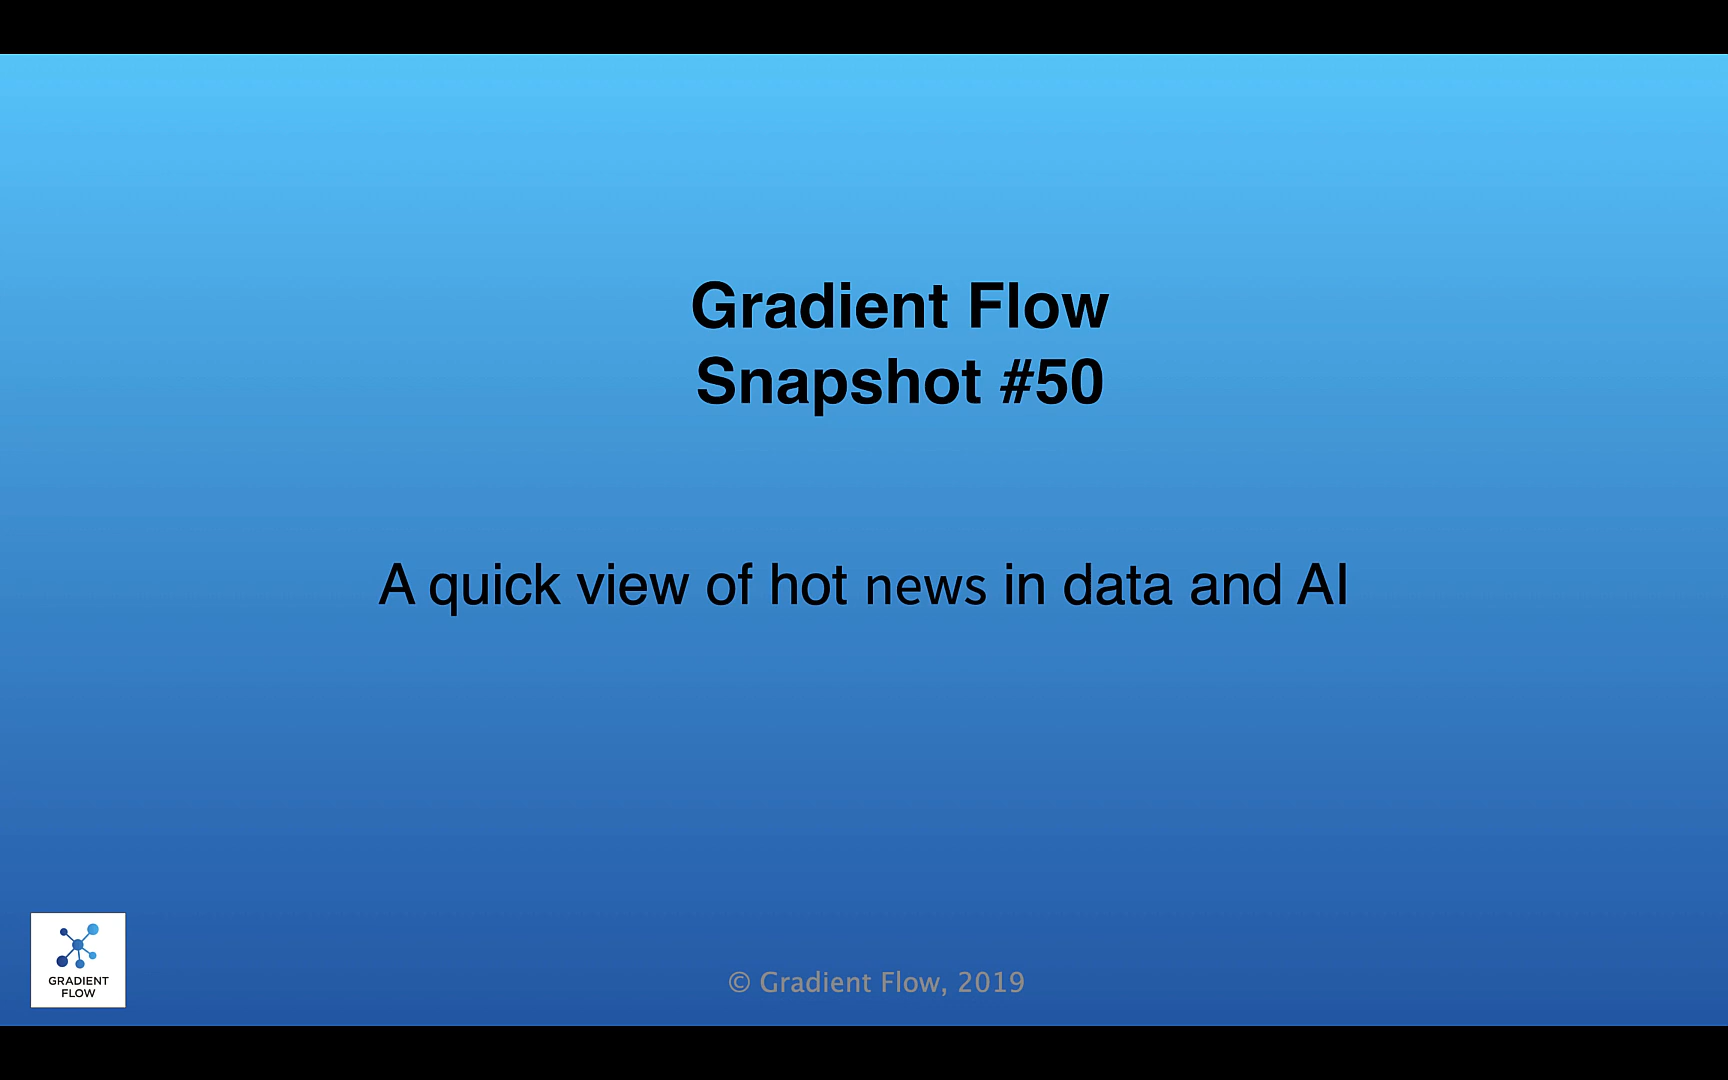 Gradient Flow
Snapshot #50
A quick view of hot news in data and AI
GRADIENT
FLOW
© Gradient Flow, 2019